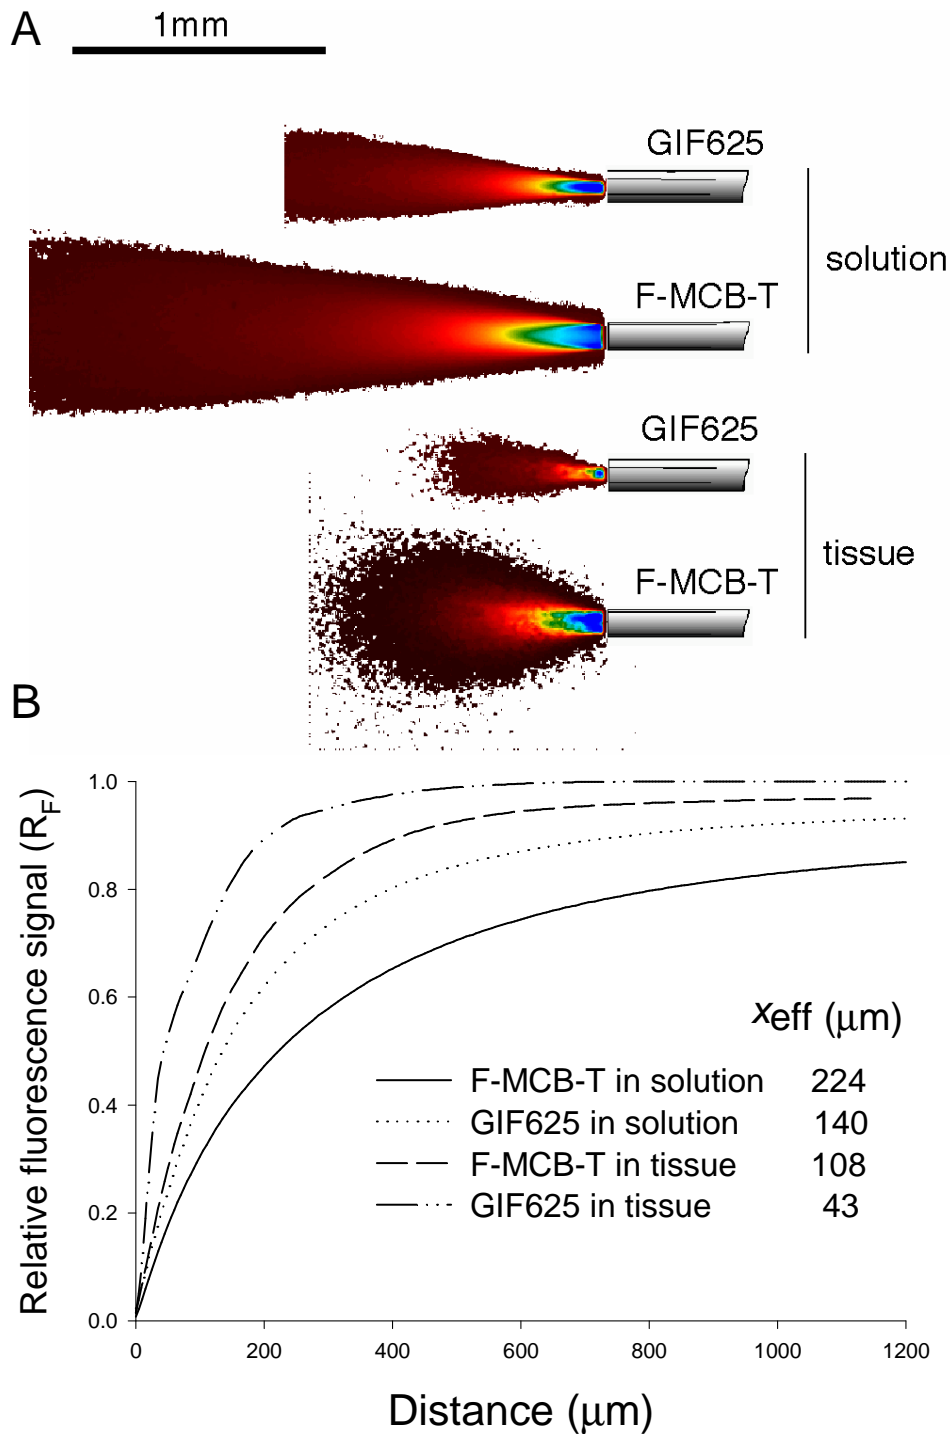 A
1mm
GIF625
solution
F-MCB-T
GIF625
tissue
F-MCB-T
B
Relative fluorescence signal (R_F)
1.0
0.8
0.6
0.4
0.2
0.0
xeff (μm)
F-MCB-T in solution 224
GIF625 in solution 140
F-MCB-T in tissue 108
GIF625 in tissue 43
0 200 400 600 800 1000 1200
Distance (μm)